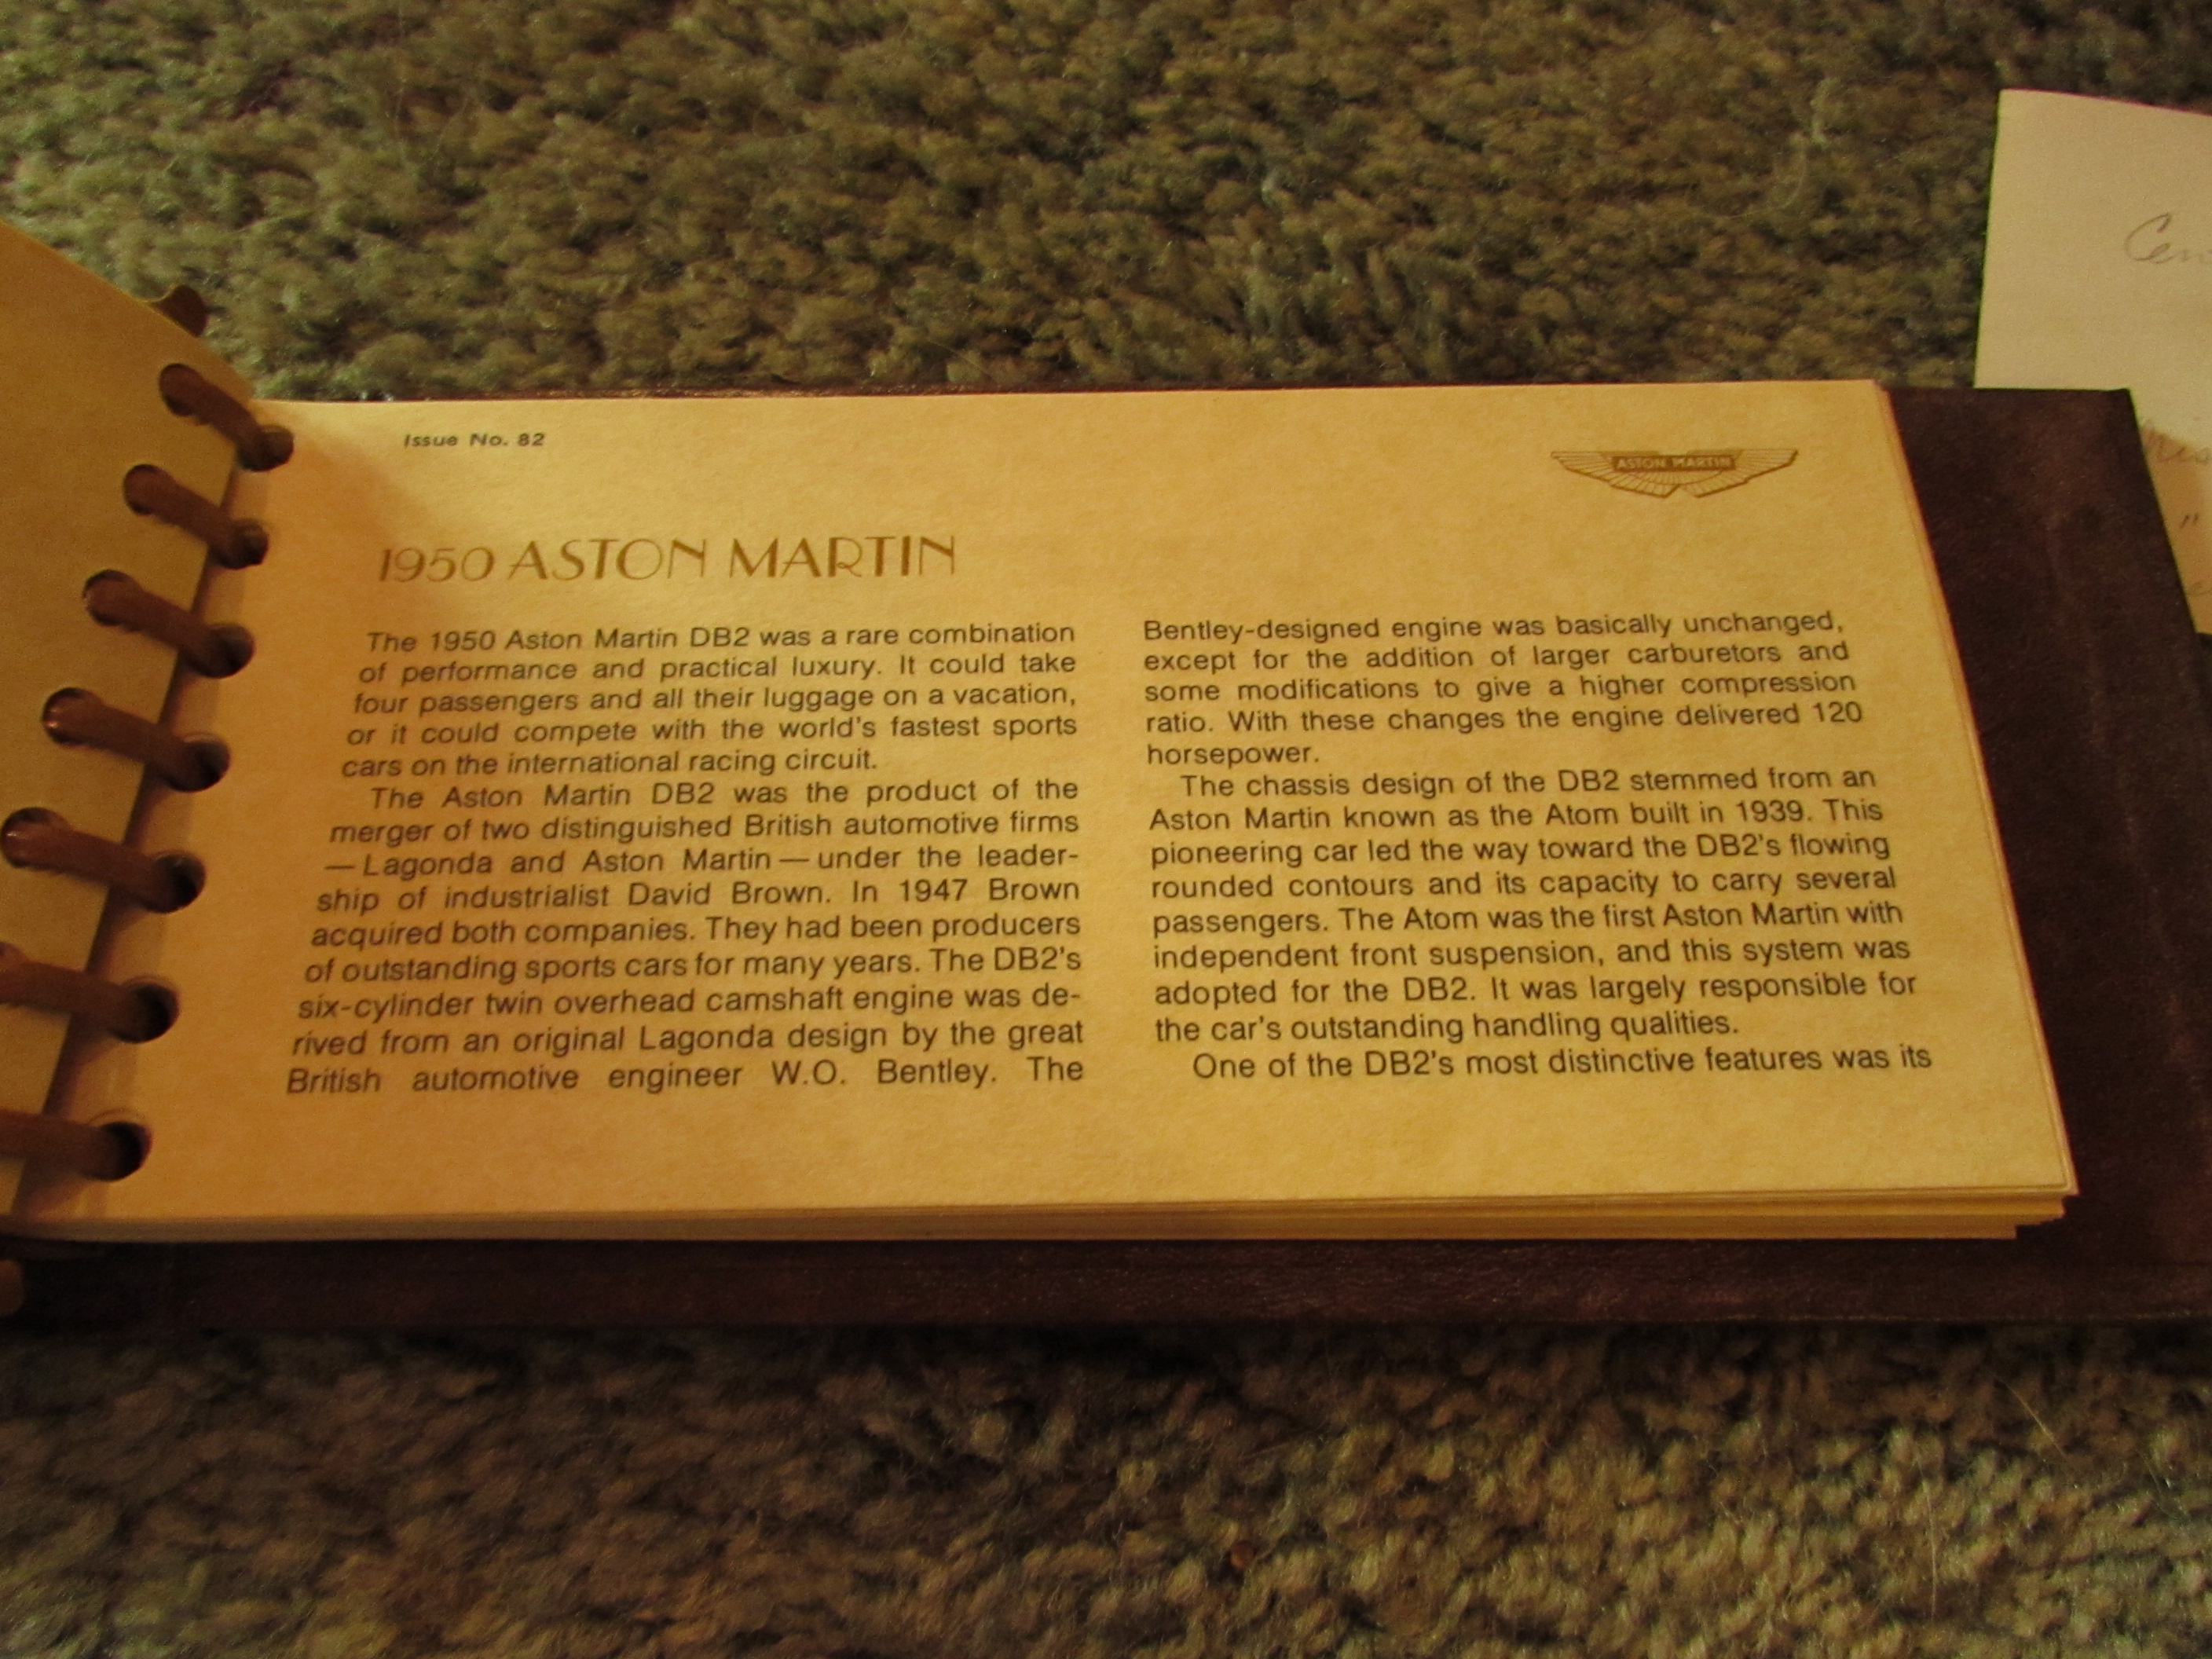 Issue No. 82
ASTON MARTIN
1950 ASTON MARTIN
The 1950 Aston Martin DB2 was a rare combination
of performance and practical luxury. It could take
four passengers and all their luggage on a vacation,
or it could compete with the world's fastest sports
cars on the international racing circuit.
The Aston Martin DB2 was the product of the
merger of two distinguished British automotive firms
— Lagonda and Aston Martin — under the leader-
ship of industrialist David Brown. In 1947 Brown
acquired both companies. They had been producers
of outstanding sports cars for many years. The DB2's
six-cylinder twin overhead camshaft engine was de-
rived from an original Lagonda design by the great
British automotive engineer W.O. Bentley. The
Bentley-designed engine was basically unchanged,
except for the addition of larger carburetors and
some modifications to give a higher compression
ratio. With these changes the engine delivered 120
horsepower.
The chassis design of the DB2 stemmed from an
Aston Martin known as the Atom built in 1939. This
pioneering car led the way toward the DB2's flowing
rounded contours and its capacity to carry several
passengers. The Atom was the first Aston Martin with
independent front suspension, and this system was
adopted for the DB2. It was largely responsible for
the car's outstanding handling qualities.
One of the DB2's most distinctive features was its